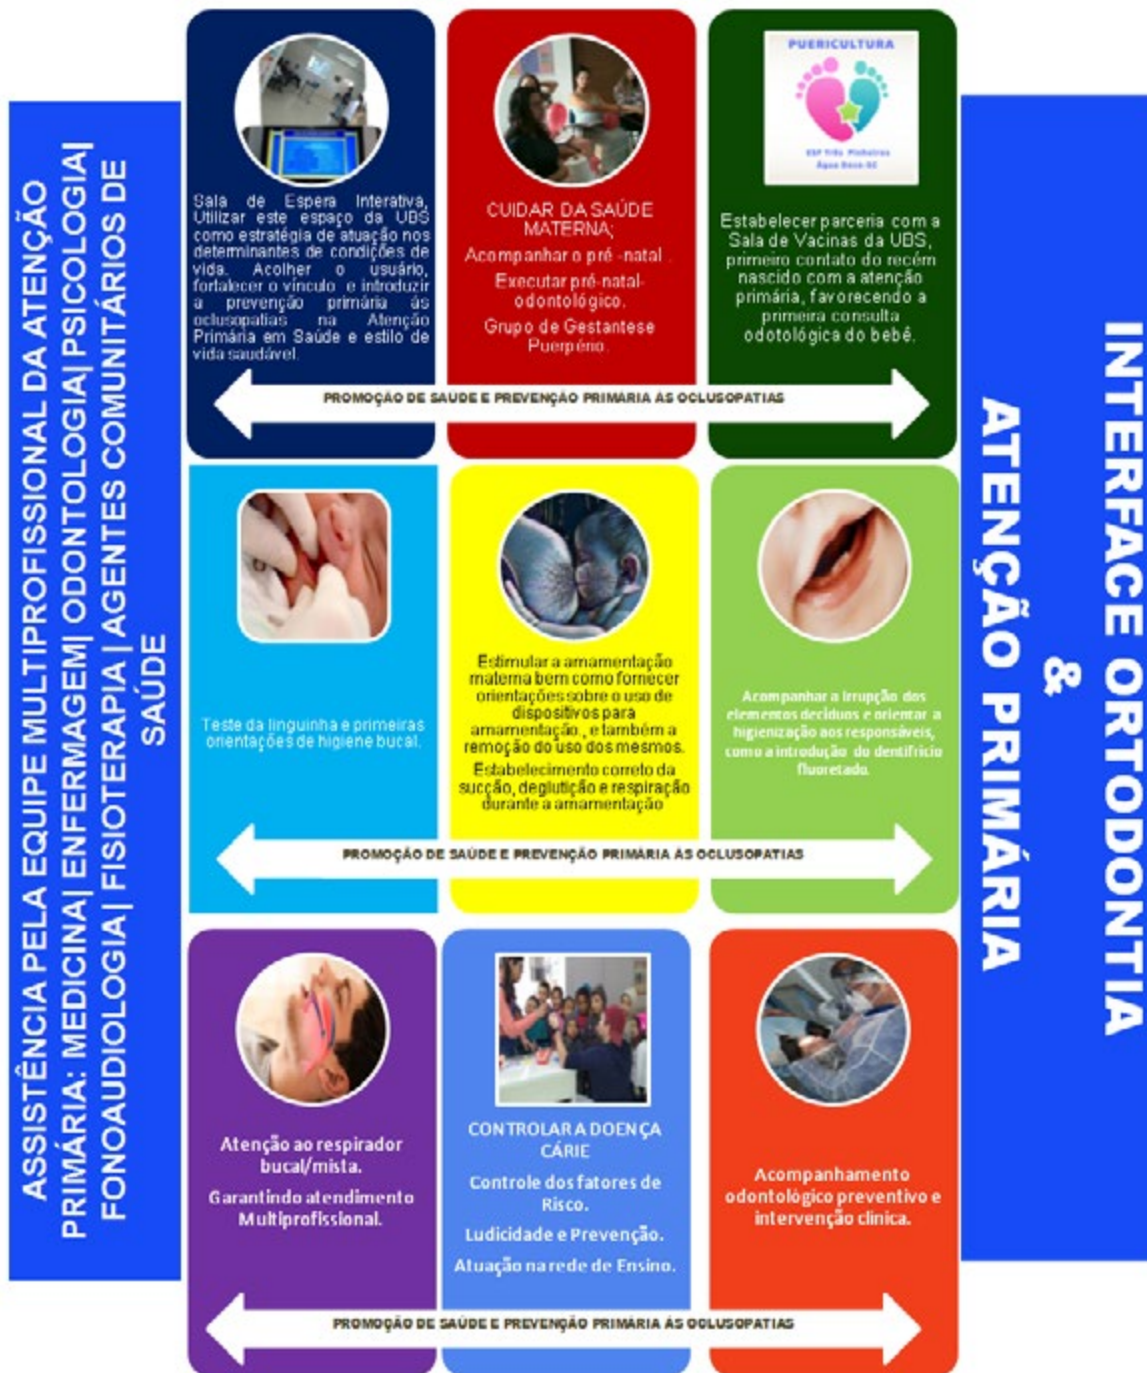 ASSISTÊNCIA PELA EQUIPE MULTIPROFISSIONAL DA ATENÇÃO
PRIMÁRIA: MEDICINA| ENFERMAGEM| ODONTOLOGIA| PSICOLOGIA|
FONOAUDIOLOGIA| FISIOTERAPIA | AGENTES COMUNITÁRIOS DE
SAÚDE
Sala de Espera Interativa,
Utilizar este espaço da UBS
como estratégia de atuação nos
determinantes de condições de
vida. Acolher o usuário,
fortalecer o vínculo e introduzir
a prevenção primária ás
oclusopatias na Atenção
Primária em Saúde e estilo de
vida saudável.
CUIDAR DA SAÚDE
MATERNA;
Acompanhar o pré -natal .
Executar pré-natal-
odontológico.
Grupo de Gestantese
Puerpério.
PUERICULTURA
ESF Três Pinheiros
Água Doce-SC
Estabelecer parceria com a
Sala de Vacinas da UBS,
primeiro contato do recém
nascido com a atenção
primária, favorecendo a
primeira consulta
odotológica do bebê.
PROMOÇÃO DE SAÚDE E PREVENÇÃO PRIMÁRIA ÀS OCLUSOPATIAS
Teste da linguinha e primeiras
orientações de higiene bucal.
Estimular a amamentação
materna bem como fornecer
orientações sobre o uso de
dispositivos para
amamentação , e também a
remoção do uso dos mesmos.
Estabelecimento correto da
sucção, deglutição e respiração
durante a amamentação
Acompanhar a irrupção dos
elementos decíduos e orientar a
higienização aos responsáveis,
como a introdução do dentifrício
fluoretado.
PROMOÇÃO DE SAÚDE E PREVENÇÃO PRIMÁRIA ÀS OCLUSOPATIAS
Atenção ao respirador
bucal/mista.
Garantindo atendimento
Multiprofissional.
CONTROLAR A DOENÇA
CÁRIE
Controle dos fatores de
Risco.
Ludicidade e Prevenção.
Atuação na rede de Ensino.
Acompanhamento
odontológico preventivo e
intervenção clínica.
PROMOÇÃO DE SAÚDE E PREVENÇÃO PRIMÁRIA ÀS OCLUSOPATIAS
INTERFACE ORTODONTIA
&
ATENÇÃO PRIMÁRIA